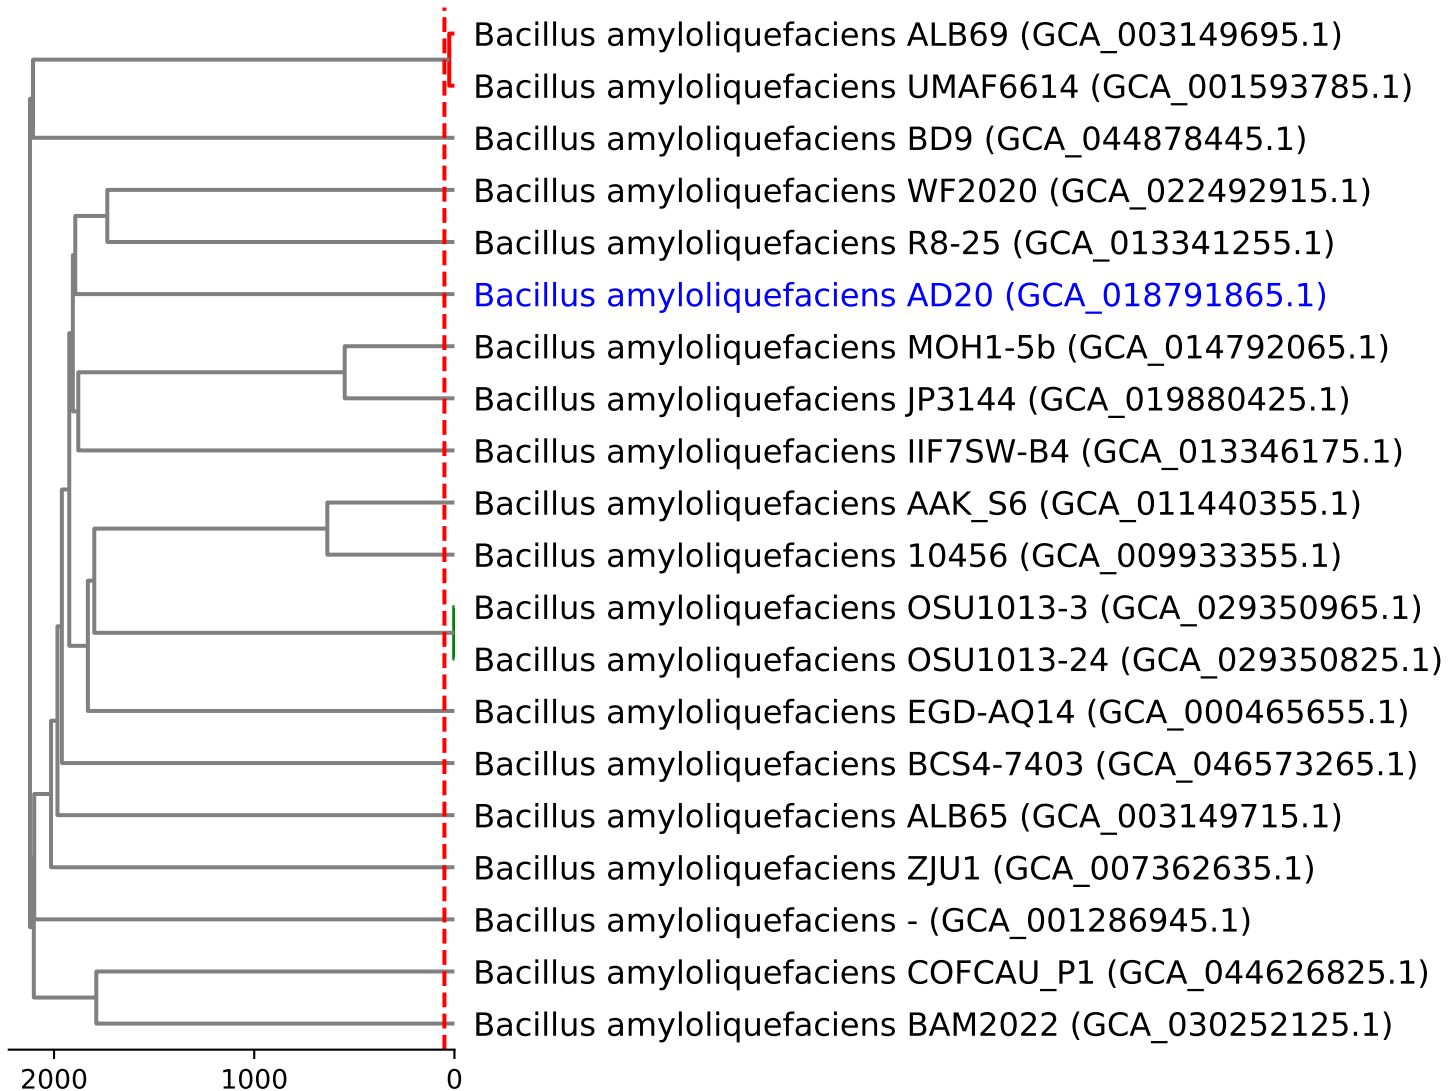 Bacillus amyloliquefaciens ALB69 (GCA_003149695.1)
Bacillus amyloliquefaciens UMAF6614 (GCA_001593785.1)
Bacillus amyloliquefaciens BD9 (GCA_044878445.1)
Bacillus amyloliquefaciens WF2020 (GCA_022492915.1)
Bacillus amyloliquefaciens R8-25 (GCA_013341255.1)
Bacillus amyloliquefaciens AD20 (GCA_018791865.1)
Bacillus amyloliquefaciens MOH1-5b (GCA_014792065.1)
Bacillus amyloliquefaciens JP3144 (GCA_019880425.1)
Bacillus amyloliquefaciens IIF7SW-B4 (GCA_013346175.1)
Bacillus amyloliquefaciens AAK_S6 (GCA_011440355.1)
Bacillus amyloliquefaciens 10456 (GCA_009933355.1)
Bacillus amyloliquefaciens OSU1013-3 (GCA_029350965.1)
Bacillus amyloliquefaciens OSU1013-24 (GCA_029350825.1)
Bacillus amyloliquefaciens EGD-AQ14 (GCA_000465655.1)
Bacillus amyloliquefaciens BCS4-7403 (GCA_046573265.1)
Bacillus amyloliquefaciens ALB65 (GCA_003149715.1)
Bacillus amyloliquefaciens ZJU1 (GCA_007362635.1)
Bacillus amyloliquefaciens - (GCA_001286945.1)
Bacillus amyloliquefaciens COFCAU_P1 (GCA_044626825.1)
Bacillus amyloliquefaciens BAM2022 (GCA_030252125.1)
2000 1000 0